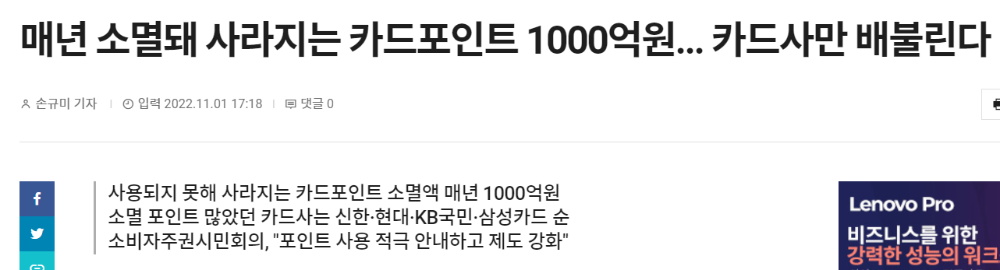 매년 소멸돼 사라지는 카드포인트 1000억원... 카드사만 배불린다
손규미 기자 입력 2022.11.01 17:18 댓글 0
사용되지 못해 사라지는 카드포인트 소멸액 매년 1000억원
소멸 포인트 많았던 카드사는 신한·현대·KB국민·삼성카드 순
소비자주권시민회의, "포인트 사용 적극 안내하고 제도 강화"
Lenovo Pro
비즈니스를 위한
강력한 성능의 워크